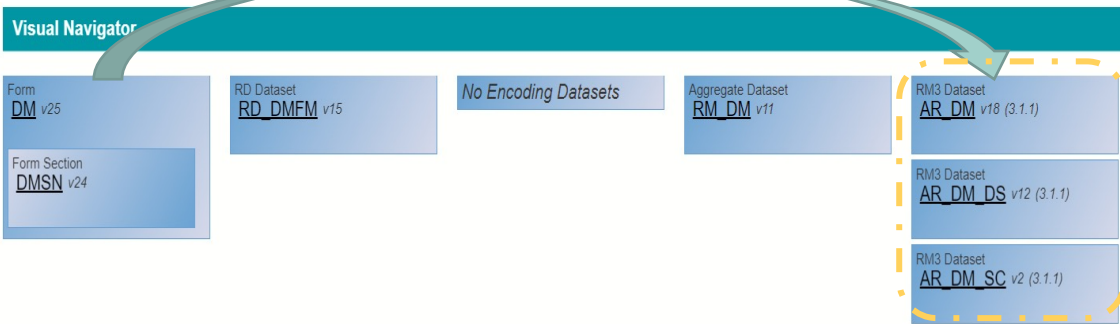 Visual Navigator
Form
DM v25
Form Section
DMSN v24
RD Dataset
RD_DMFM v15
No Encoding Datasets
Aggregate Dataset
RM_DM v11
RM3 Dataset
AR_DM v18 (3.1.1)
RM3 Dataset
AR_DM_DS v12 (3.1.1)
RM3 Dataset
AR_DM_SC v2 (3.1.1)